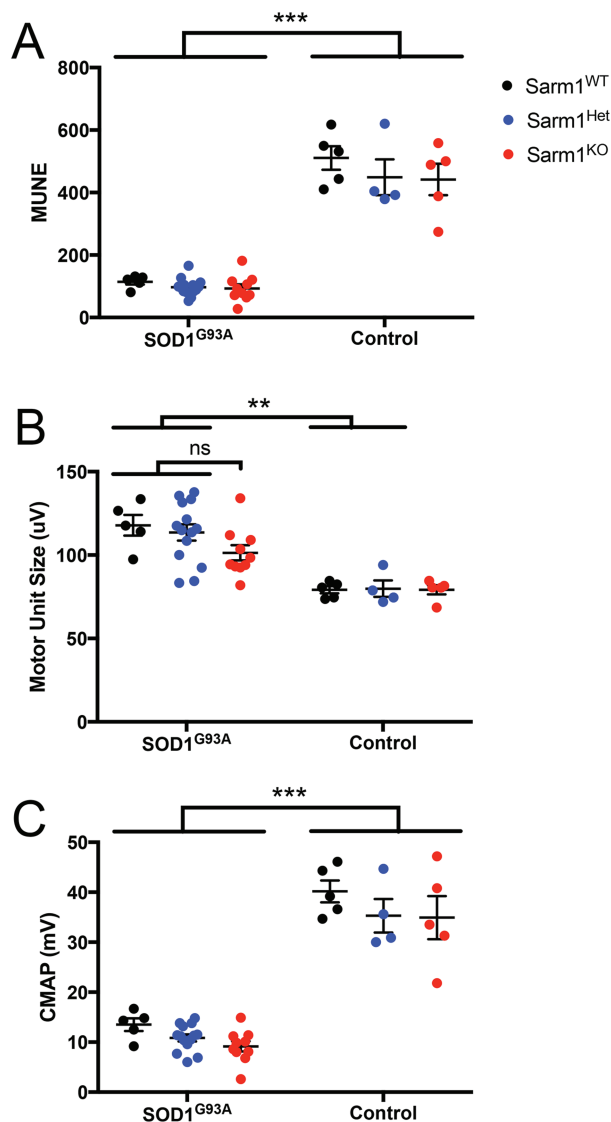 A
***
800
600
400
200
0
MUNE
SOD1G93A
Control
Sarm1WT
Sarm1Het
Sarm1KO
B
**
ns
150
100
50
0
Motor Unit Size (uV)
SOD1G93A
Control
C
***
50
40
30
20
10
0
CMAP (mV)
SOD1G93A
Control